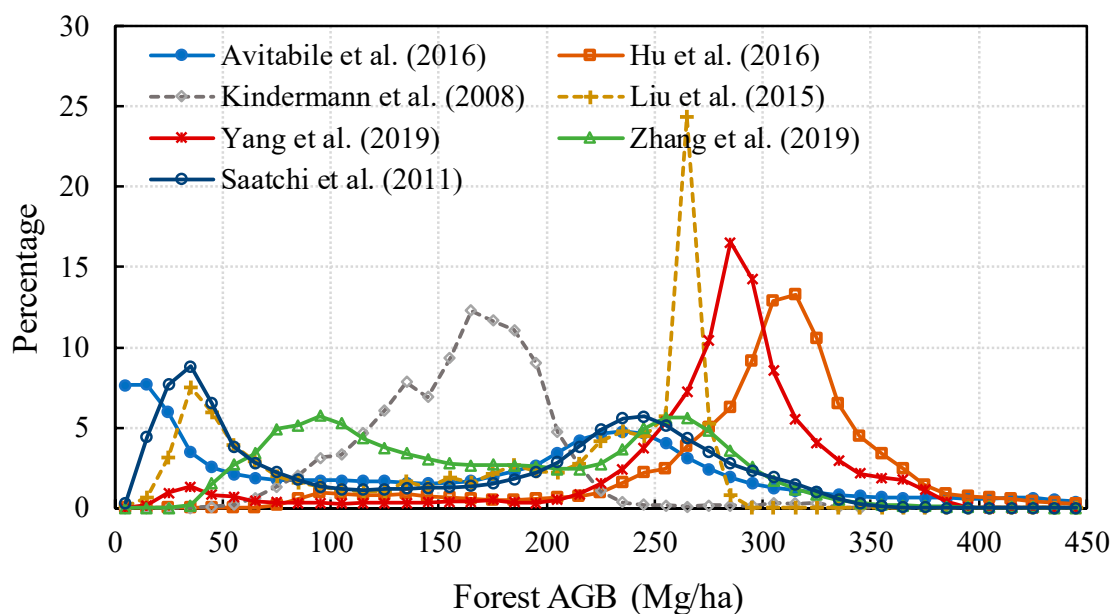 30
25
20
15
10
5
0
Percentage
Avitabile et al. (2016)
Hu et al. (2016)
Kindermann et al. (2008)
Liu et al. (2015)
Yang et al. (2019)
Zhang et al. (2019)
Saatchi et al. (2011)
0 50 100 150 200 250 300 350 400 450
Forest AGB (Mg/ha)